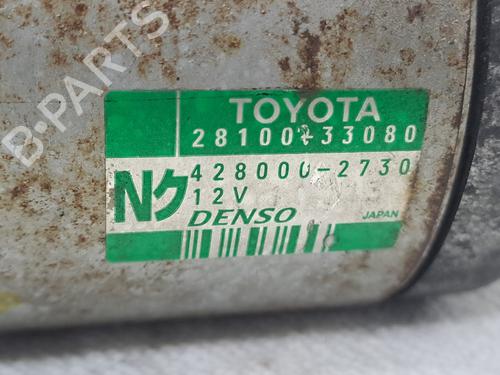 B-PARTS
TOYOTA
28100-33080
428000-2730
Nク
12V
DENSO
JAPAN